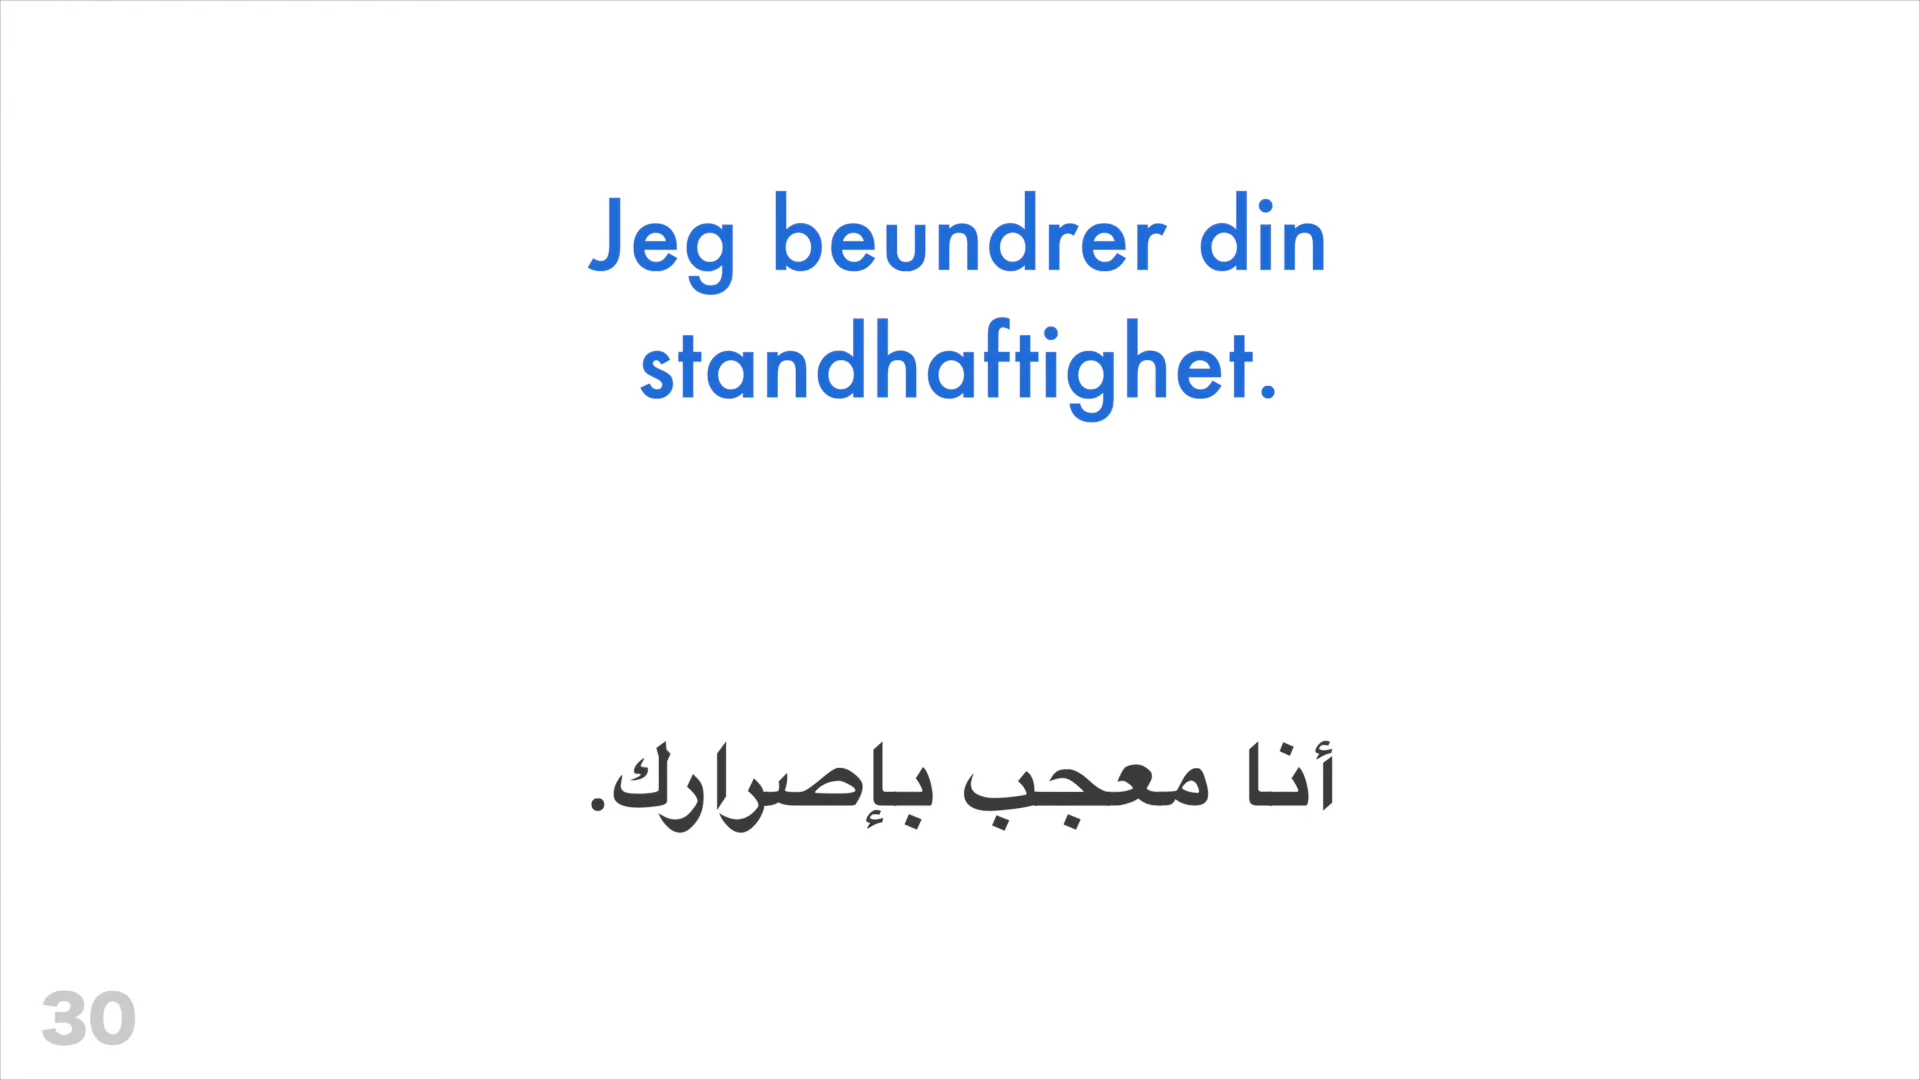 Jeg beundrer din
standhaftighet.
أنا معجب بإصرارك.
30